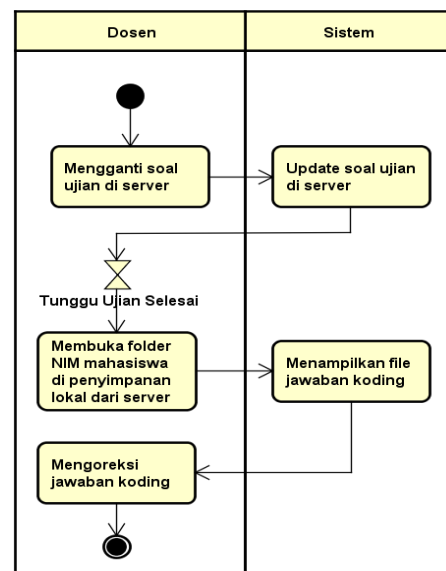 Dosen
Sistem
Mengganti soal
ujian di server
Update soal ujian
di server
Tunggu Ujian Selesai
Membuka folder
NIM mahasiswa
di penyimpanan
lokal dari server
Menampilkan file
jawaban koding
Mengoreksi
jawaban koding